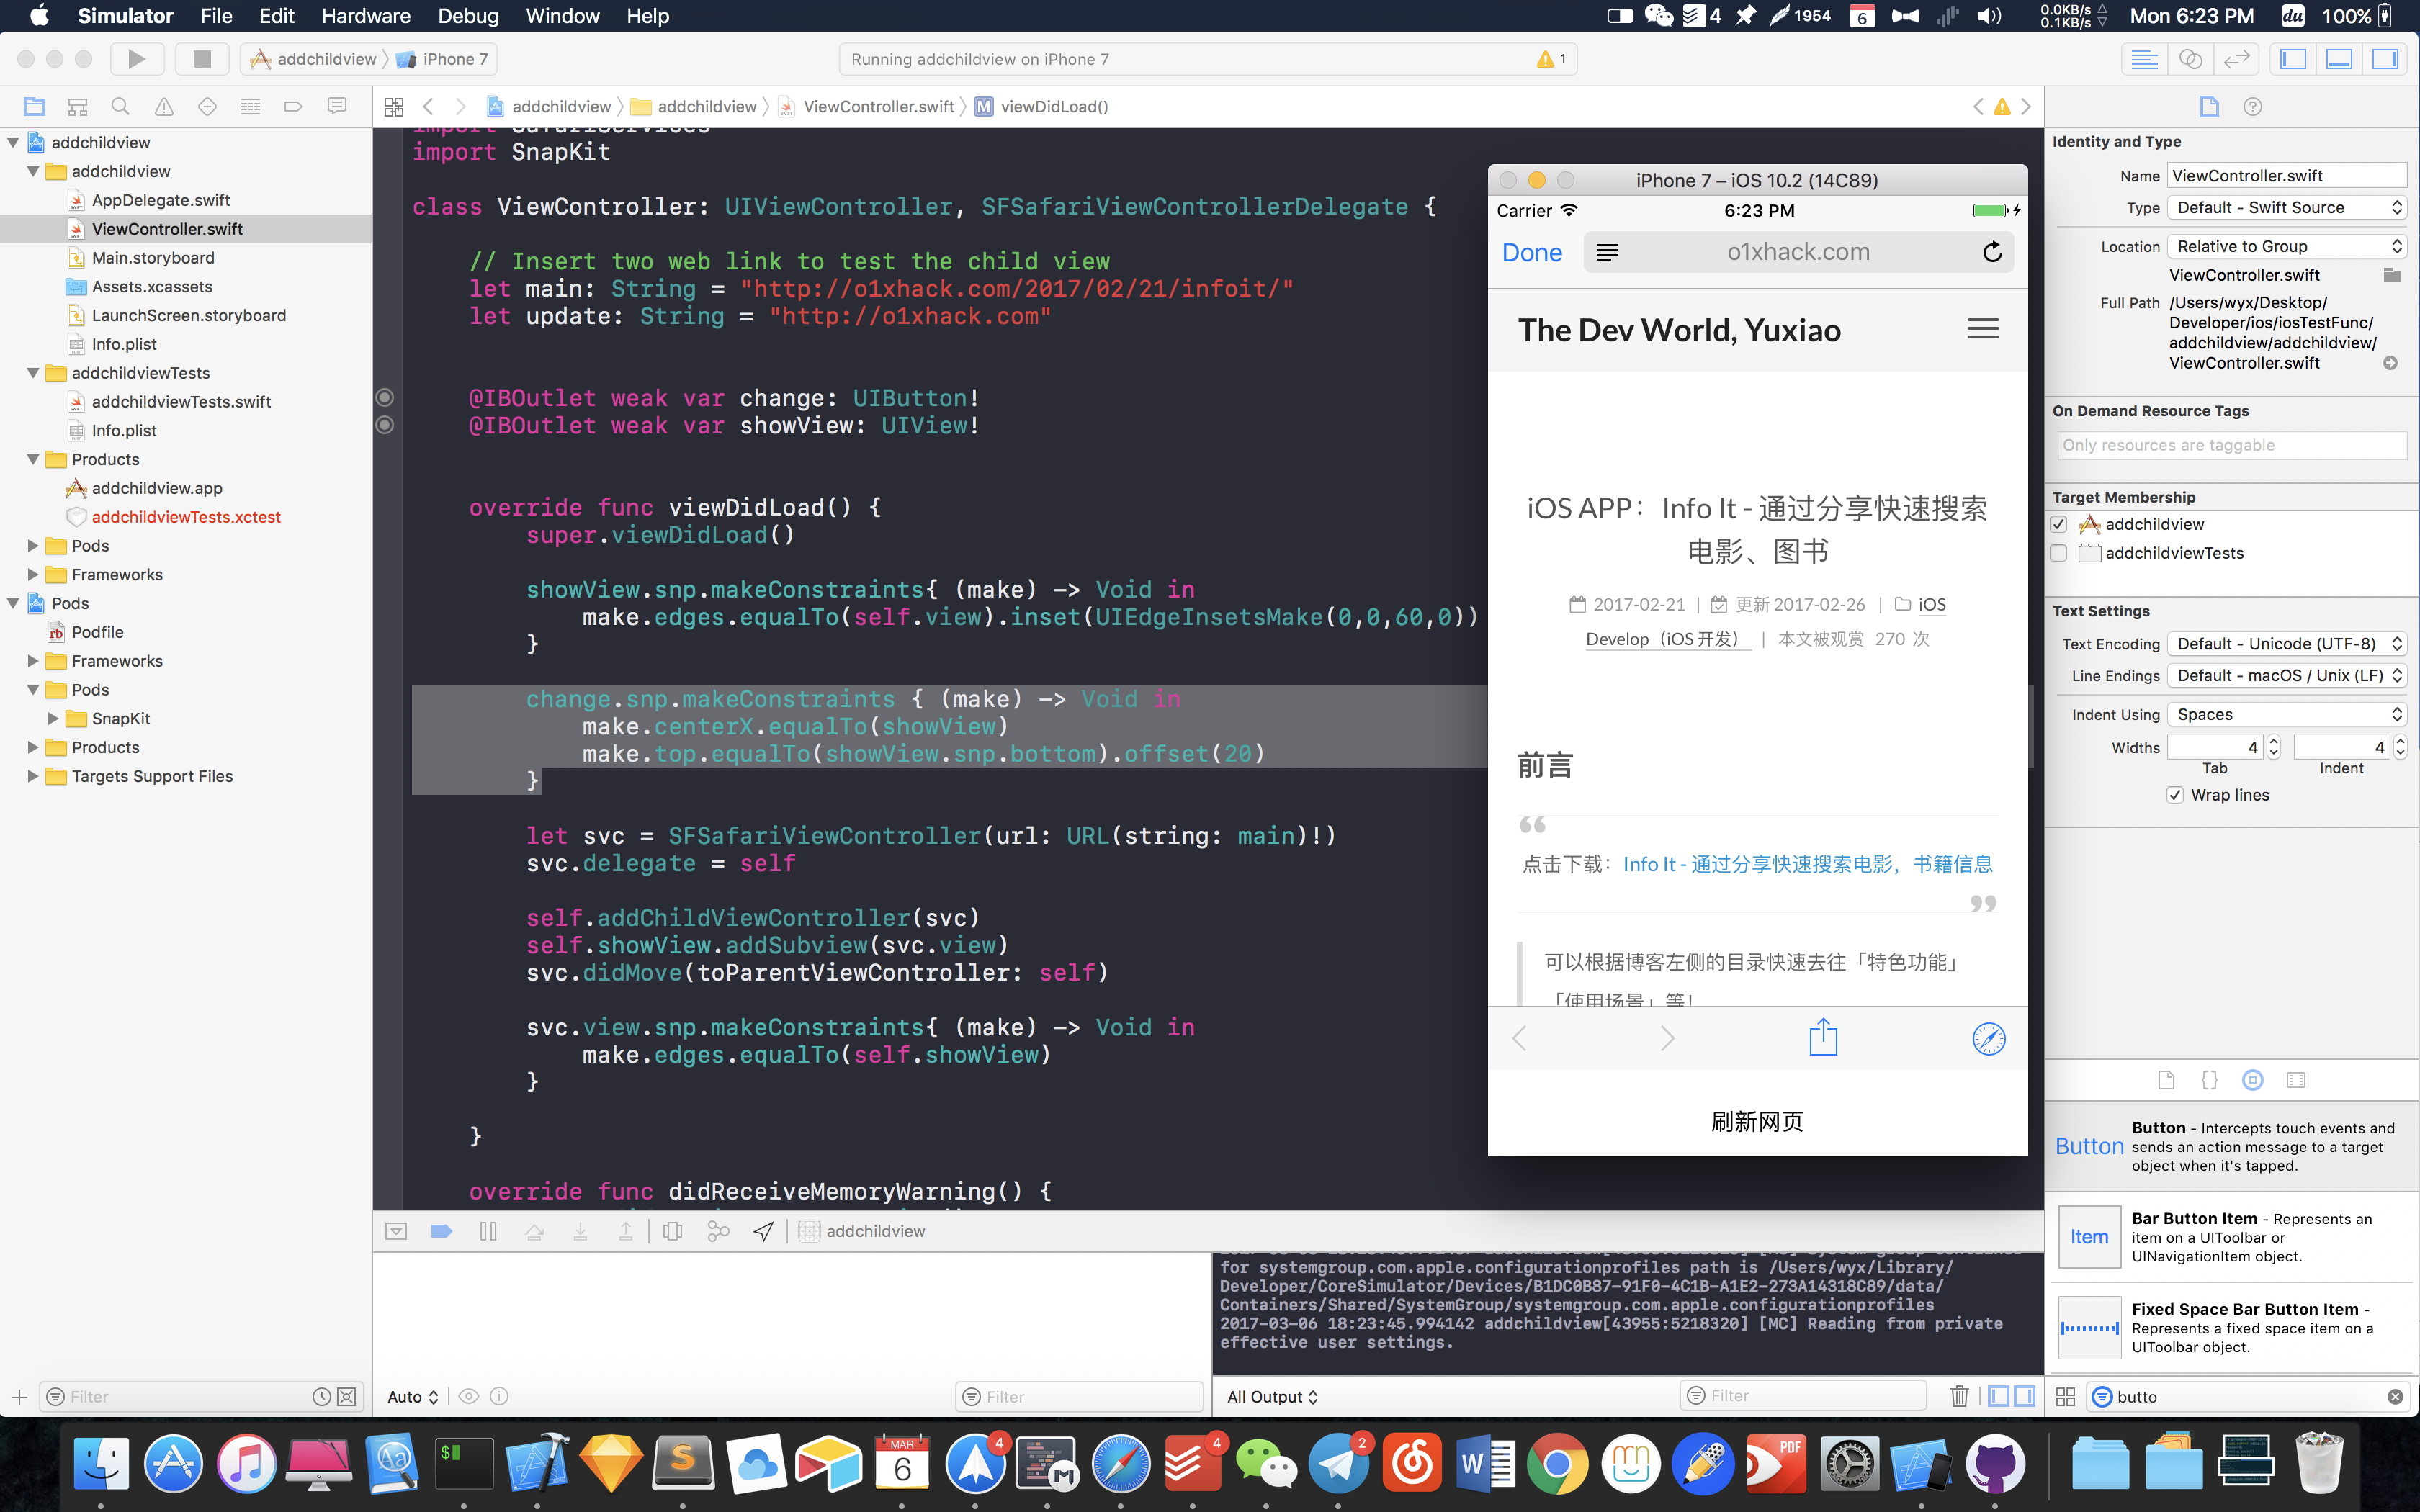 Simulator File Edit Hardware Debug Window Help
4 1954 6 0.0KB/s 0.1KB/s Mon 6:23 PM du 100%
addchildview iPhone 7
Running addchildview on iPhone 7
1
addchildview addchildview ViewController.swift M viewDidLoad()
addchildview
addchildview
AppDelegate.swift
ViewController.swift
Main.storyboard
Assets.xcassets
LaunchScreen.storyboard
Info.plist
addchildviewTests
addchildviewTests.swift
Info.plist
Products
addchildview.app
addchildviewTests.xctest
Pods
Frameworks
Pods
Podfile
Frameworks
Pods
SnapKit
Products
Targets Support Files
Filter
import SafariServices
import SnapKit
class ViewController: UIViewController, SFSafariViewControllerDelegate {
// Insert two web link to test the child view
let main: String = "http://o1xhack.com/2017/02/21/infoit/"
let update: String = "http://o1xhack.com"
@IBOutlet weak var change: UIButton!
@IBOutlet weak var showView: UIView!
override func viewDidLoad() {
super.viewDidLoad()
showView.snp.makeConstraints{ (make) -> Void in
make.edges.equalTo(self.view).inset(UIEdgeInsetsMake(0,0,60,0))
}
change.snp.makeConstraints { (make) -> Void in
make.centerX.equalTo(showView)
make.top.equalTo(showView.snp.bottom).offset(20)
}
let svc = SFSafariViewController(url: URL(string: main)!)
svc.delegate = self
self.addChildViewController(svc)
self.showView.addSubview(svc.view)
svc.didMove(toParentViewController: self)
svc.view.snp.makeConstraints{ (make) -> Void in
make.edges.equalTo(self.showView)
}
}
override func didReceiveMemoryWarning() {
iPhone 7 – iOS 10.2 (14C89)
Carrier 6:23 PM
Done o1xhack.com
The Dev World, Yuxiao
iOS APP：Info It - 通过分享快速搜索
电影、图书
2017-02-21 | 更新 2017-02-26 | iOS
Develop（iOS 开发） | 本文被观赏 270 次
前言
“
点击下载：Info It - 通过分享快速搜索电影，书籍信息
”
可以根据博客左侧的目录快速去往「特色功能」
「使用场景」等！
刷新网页
addchildview
for systemgroup.com.apple.configurationprofiles path is /Users/wyx/Library/
Developer/CoreSimulator/Devices/B1DC0B87-91F0-4C1B-A1E2-273A14318C89/data/
Containers/Shared/SystemGroup/systemgroup.com.apple.configurationprofiles
2017-03-06 18:23:45.994142 addchildview[43955:5218320] [MC] Reading from private
effective user settings.
Auto Filter
All Output Filter
Identity and Type
Name ViewController.swift
Type Default - Swift Source
Location Relative to Group
ViewController.swift
Full Path /Users/wyx/Desktop/
Developer/ios/iosTestFunc/
addchildview/addchildview/
ViewController.swift
On Demand Resource Tags
Only resources are taggable
Target Membership
addchildview
addchildviewTests
Text Settings
Text Encoding Default - Unicode (UTF-8)
Line Endings Default - macOS / Unix (LF)
Indent Using Spaces
Widths 4 4
Tab Indent
Wrap lines
Button
Button - Intercepts touch events and
sends an action message to a target
object when it's tapped.
Item
Bar Button Item - Represents an
item on a UIToolbar or
UINavigationItem object.
Fixed Space Bar Button Item -
Represents a fixed space item on a
UIToolbar object.
butto
MAR
6
4
4
2
PDF